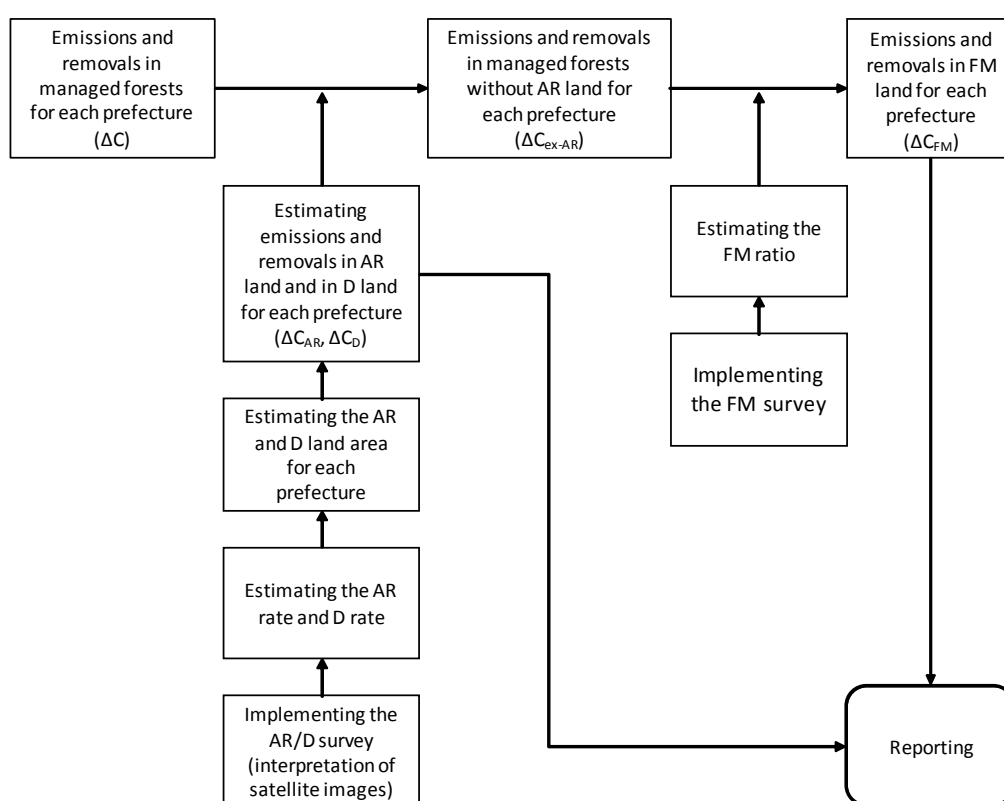 Emissions and
removals in
managed forests
for each prefecture
(ΔC)
Emissions and removals
in managed forests
without AR land for
each prefecture
(ΔC_ex-AR)
Emissions and
removals in FM
land for each
prefecture
(ΔC_FM)
Estimating
emissions and
removals in AR
land and in D land
for each prefecture
(ΔC_AR, ΔC_D)
Estimating the
FM ratio
Implementing
the FM survey
Estimating the AR
and D land area
for each
prefecture
Estimating the AR
rate and D rate
Implementing the
AR/D survey
(interpretation of
satellite images)
Reporting